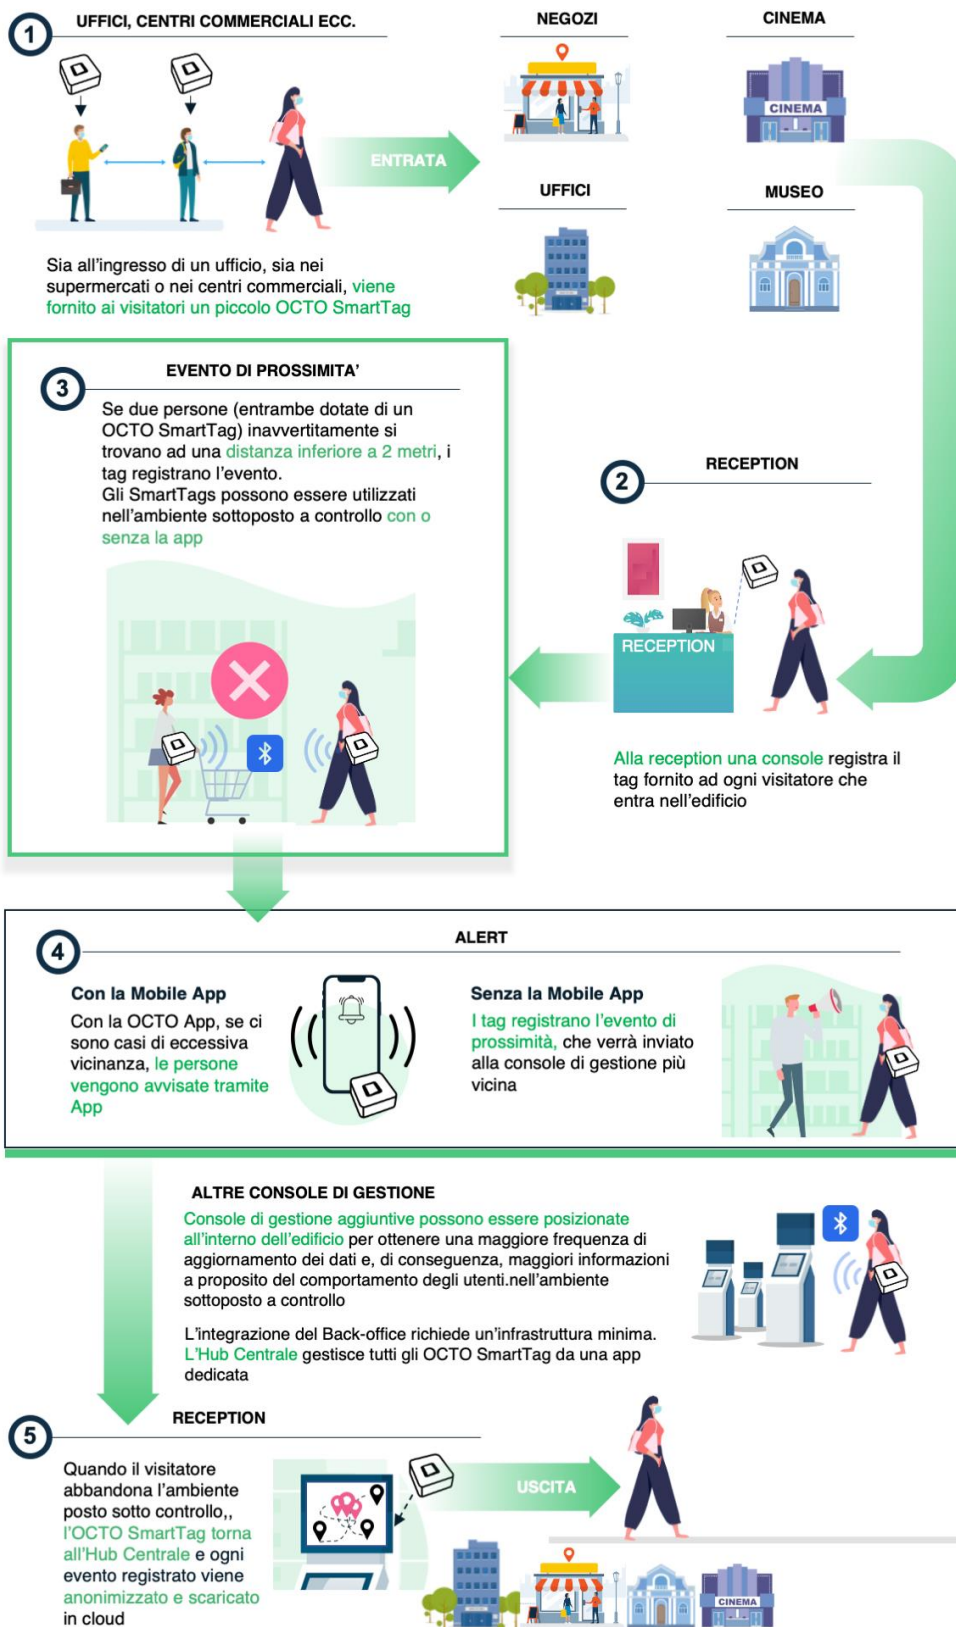 1
UFFICI, CENTRI COMMERCIALI ECC.
NEGOZI
CINEMA
CINEMA
ENTRATA
UFFICI
MUSEO
Sia all'ingresso di un ufficio, sia nei
supermercati o nei centri commerciali, viene
fornito ai visitatori un piccolo OCTO SmartTag
3
EVENTO DI PROSSIMITA'
Se due persone (entrambe dotate di un
OCTO SmartTag) inavvertitamente si
trovano ad una distanza inferiore a 2 metri, i
tag registrano l'evento.
Gli SmartTags possono essere utilizzati
nell'ambiente sottoposto a controllo con o
senza la app
2
RECEPTION
RECEPTION
Alla reception una console registra il
tag fornito ad ogni visitatore che
entra nell'edificio
4
ALERT
Con la Mobile App
Con la OCTO App, se ci
sono casi di eccessiva
vicinanza, le persone
vengono avvisate tramite
App
Senza la Mobile App
I tag registrano l'evento di
prossimità, che verrà inviato
alla console di gestione più
vicina
ALTRE CONSOLE DI GESTIONE
Console di gestione aggiuntive possono essere posizionate
all'interno dell'edificio per ottenere una maggiore frequenza di
aggiornamento dei dati e, di conseguenza, maggiori informazioni
a proposito del comportamento degli utenti.nell'ambiente
sottoposto a controllo
L'integrazione del Back-office richiede un'infrastruttura minima.
L'Hub Centrale gestisce tutti gli OCTO SmartTag da una app
dedicata
5
RECEPTION
Quando il visitatore
abbandona l'ambiente
posto sotto controllo,,
l'OCTO SmartTag torna
all'Hub Centrale e ogni
evento registrato viene
anonimizzato e scaricato
in cloud
USCITA
CINEMA